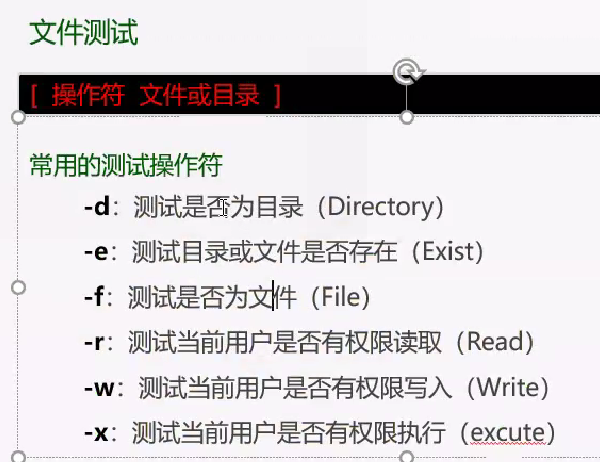 文件测试
[ 操作符 文件或目录 ]
常用的测试操作符
-d：测试是否为目录（Directory）
-e：测试目录或文件是否存在（Exist）
-f：测试是否为文件（File）
-r：测试当前用户是否有权限读取（Read）
-w：测试当前用户是否有权限写入（Write）
-x：测试当前用户是否有权限执行（excute）